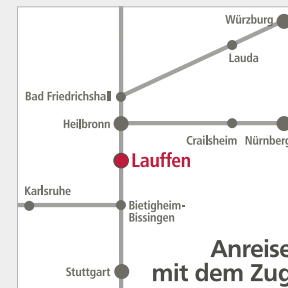 Würzburg
Lauda
Bad Friedrichshall
Heilbronn
Crailsheim Nürnberg
Lauffen
Karlsruhe
Bietigheim-
Bissingen
Anreise
Stuttgart
mit dem Zug